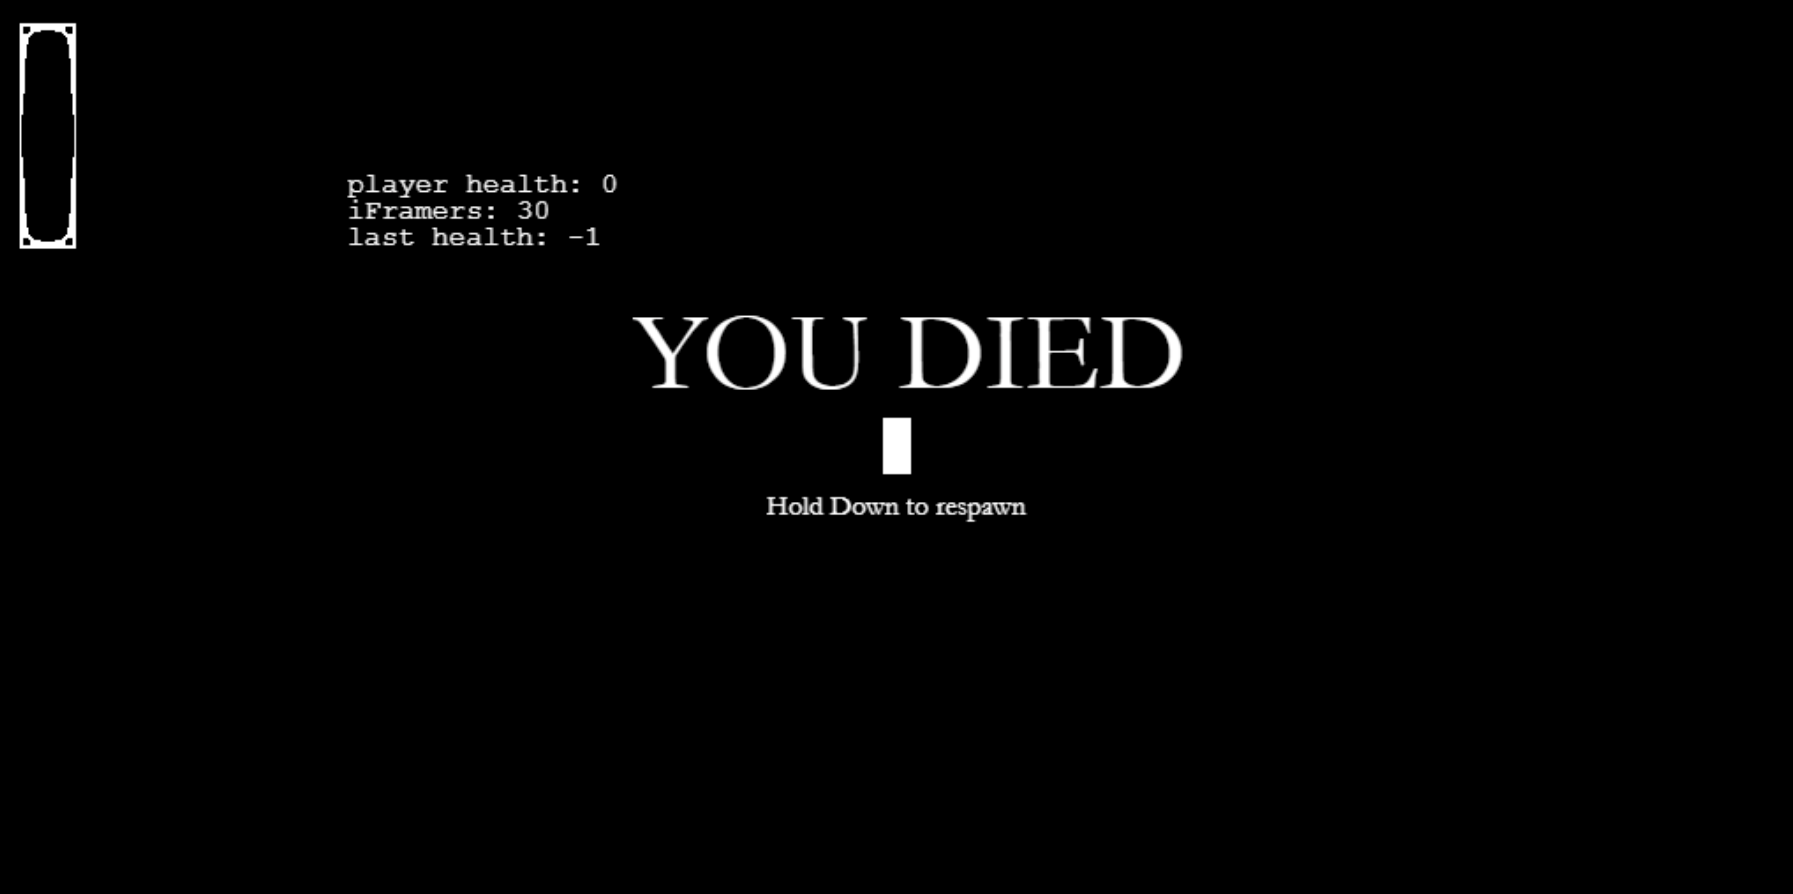 player health: 0
iFramers: 30
last health: -1
YOU DIED
Hold Down to respawn